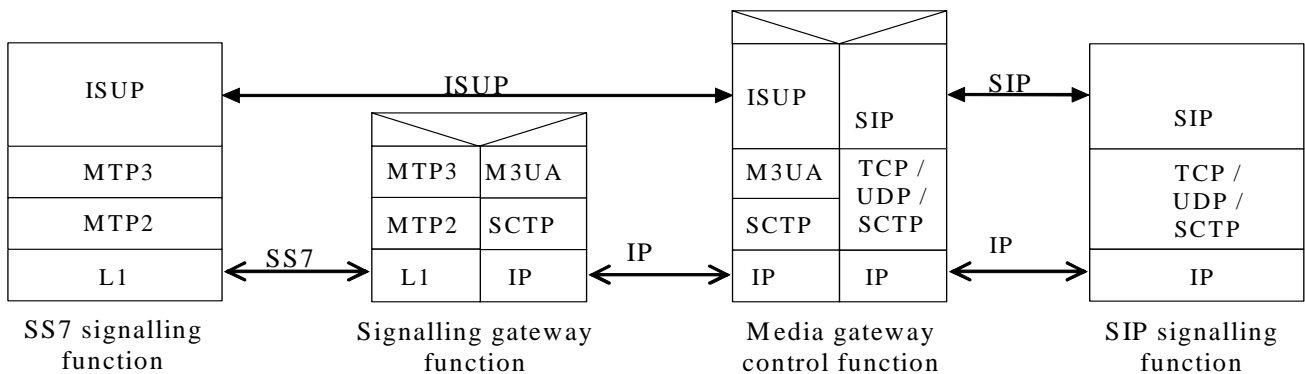 ISUP
MTP3
MTP2
L1
SS7 signalling
function
ISUP
SS7
MTP3 M3UA
MTP2 SCTP
L1 IP
Signalling gateway
function
IP
ISUP
SIP
M3UA
SCTP
TCP /
UDP /
SCTP
IP IP
Media gateway
control function
SIP
IP
SIP
TCP /
UDP /
SCTP
IP
SIP signalling
function